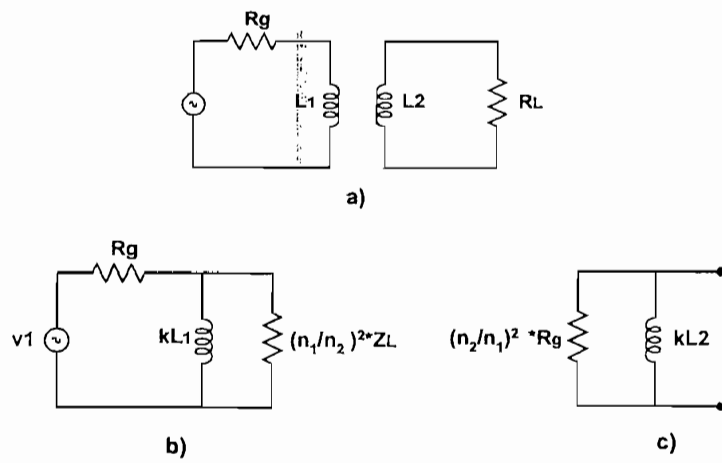 Rg
L1
L2
RL
a)
Rg
v1
kL1
(n1/n2 )2*ZL
(n2/n1)2 *Rg
kL2
b)
c)